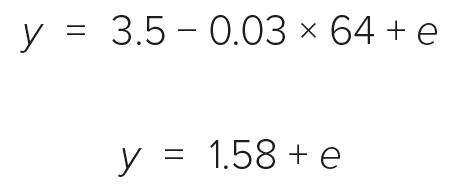 y = 3.5 – 0.03 × 64 + e
y = 1.58 + e